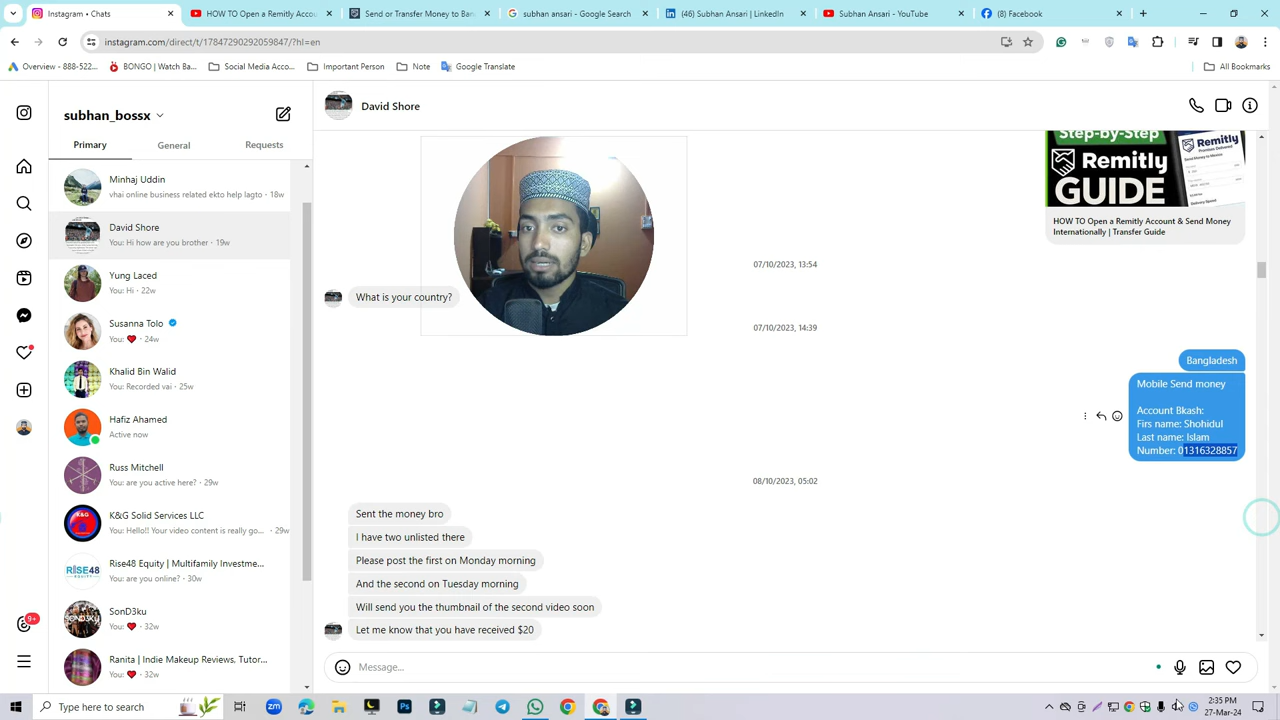 Instagram • Chats
HOW TO Open a Remitly Accou
Send or Transfer Money to Ban
subhan ansari - Google Search
(46) Subhan Ansari | LinkedIn
Subhan Ansari - YouTube
(8) Facebook
instagram.com/direct/t/17847290292059847/?hl=en
Overview - 888-522...
BONGO | Watch Ba...
Social Media Acco...
Important Person
Note
Google Translate
All Bookmarks
subhan_bossx
Primary
General
Requests
Minhaj Uddin
vhai online business related ekto help lagto • 18w
David Shore
You: Hi how are you brother • 19w
Yung Laced
You: Hi • 22w
Susanna Tolo
You: ❤ • 24w
Khalid Bin Walid
You: Recorded vai • 25w
Hafiz Ahamed
Active now
Russ Mitchell
You: are you active here? • 29w
K&G Solid Services LLC
You: Hello!! Your video content is really go... • 29w
Rise48 Equity | Multifamily Investme...
You: are you online? • 30w
SonD3ku
You: ❤ • 32w
Ranita | Indie Makeup Reviews, Tutor...
You: ❤ • 32w
9+
David Shore
Step-by-Step
Remitly
GUIDE
HOW TO Open a Remitly Account & Send Money
Internationally | Transfer Guide
07/10/2023, 13:54
What is your country?
07/10/2023, 14:39
Bangladesh
Mobile Send money
Account Bkash:
Firs name: Shohidul
Last name: Islam
Number: 01316328857
08/10/2023, 05:02
Sent the money bro
I have two unlisted there
Please post the first on Monday morning
And the second on Tuesday morning
Will send you the thumbnail of the second video soon
Let me know that you have received $20
Message...
Type here to search
2:35 PM
27-Mar-24